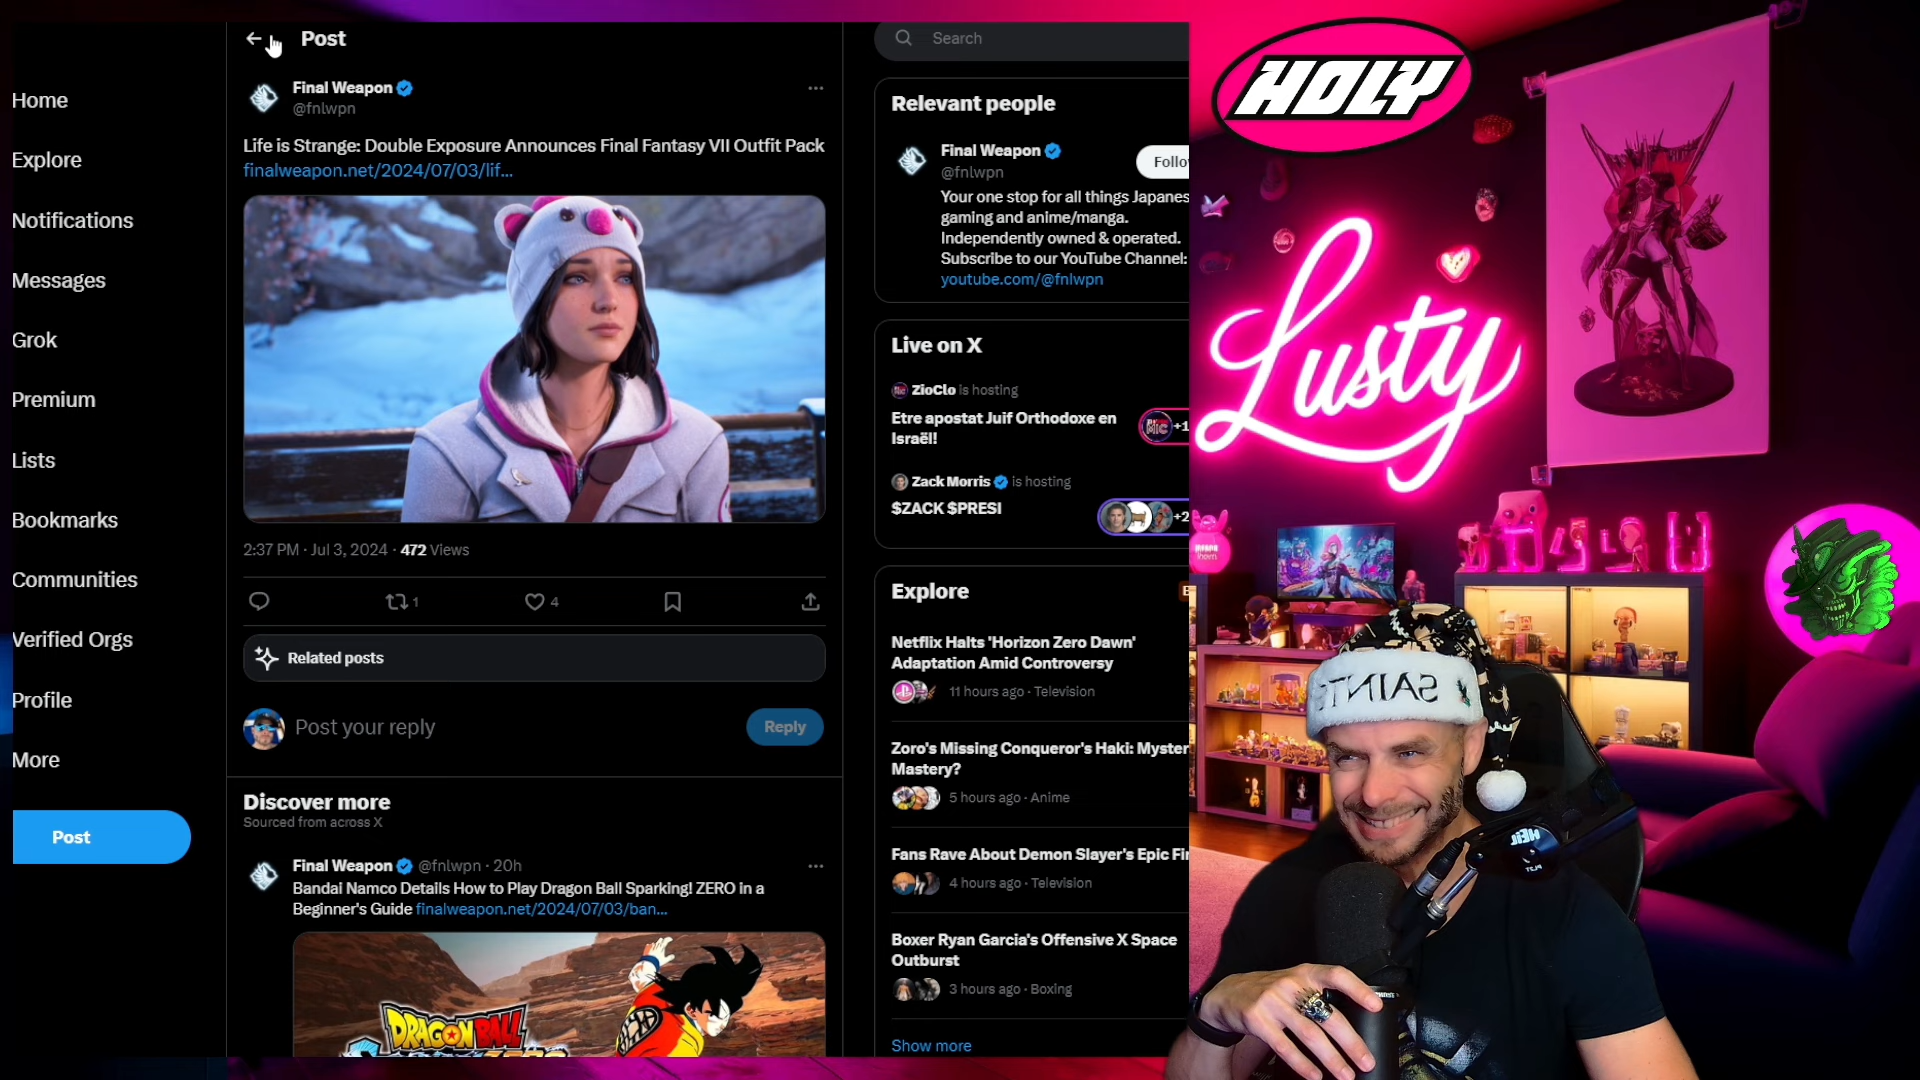 Home
Explore
Notifications
Messages
Grok
Premium
Lists
Bookmarks
Communities
Verified Orgs
Profile
More
Post
Post
Final Weapon
@fnlwpn
Life is Strange: Double Exposure Announces Final Fantasy VII Outfit Pack
finalweapon.net/2024/07/03/lif...
2:37 PM · Jul 3, 2024 · 472 Views
1
4
Related posts
Post your reply
Reply
Discover more
Sourced from across X
Final Weapon @fnlwpn · 20h
Bandai Namco Details How to Play Dragon Ball Sparking! ZERO in a
Beginner's Guide finalweapon.net/2024/07/03/ban...
DRAGON BALL
Search
Relevant people
Final Weapon
@fnlwpn
Follo
Your one stop for all things Japanes
gaming and anime/manga.
Independently owned & operated.
Subscribe to our YouTube Channel:
youtube.com/@fnlwpn
Live on X
ZioClo is hosting
Etre apostat Juif Orthodoxe en
Israël!
+1
Zack Morris is hosting
$ZACK $PRESI
+2
Explore
Netflix Halts 'Horizon Zero Dawn'
Adaptation Amid Controversy
11 hours ago · Television
Zoro's Missing Conqueror's Haki: Myster
Mastery?
5 hours ago · Anime
Fans Rave About Demon Slayer's Epic Fi
4 hours ago · Television
Boxer Ryan Garcia's Offensive X Space
Outburst
3 hours ago · Boxing
Show more
HOLY
Lusty
SAINT
HEIL